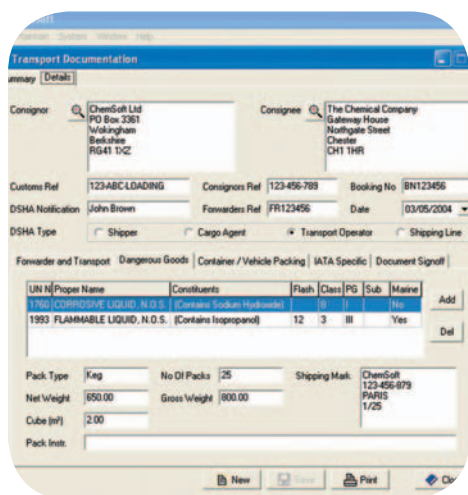 System Window Help
Transport Documentation
Summary Details
Consignor
ChemSoft Ltd
PO Box 3361
Wokingham
Berkshire
RG41 1XZ
Consignee
The Chemical Company
Gateway House
Northgate Street
Chester
CH1 1HR
Customs Ref 123-ABC-LOADING Consignors Ref 123-456-789 Booking No BN123456
DSHA Notification John Brown Forwarders Ref FR123456 Date 03/05/2004
DSHA Type Shipper Cargo Agent Transport Operator Shipping Line
Forwarder and Transport Dangerous Goods Container / Vehicle Packing IATA Specific Document Signoff
UN N Proper Name Constituents Flash Class PG Sub Marine
1760 CORROSIVE LIQUID, N.O.S. (Contains Sodium Hydroxide) 8 I No
1993 FLAMMABLE LIQUID, N.O.S. (Contains Isopropanol) 12 3 III Yes
Add
Del
Pack Type Keg No Of Packs 25 Shipping Mark
ChemSoft
123-456-879
PARIS
1/25
Net Weight 650.00 Gross Weight 800.00
Cube (m³) 2.00
Pack Instr.
New Save Print Clo